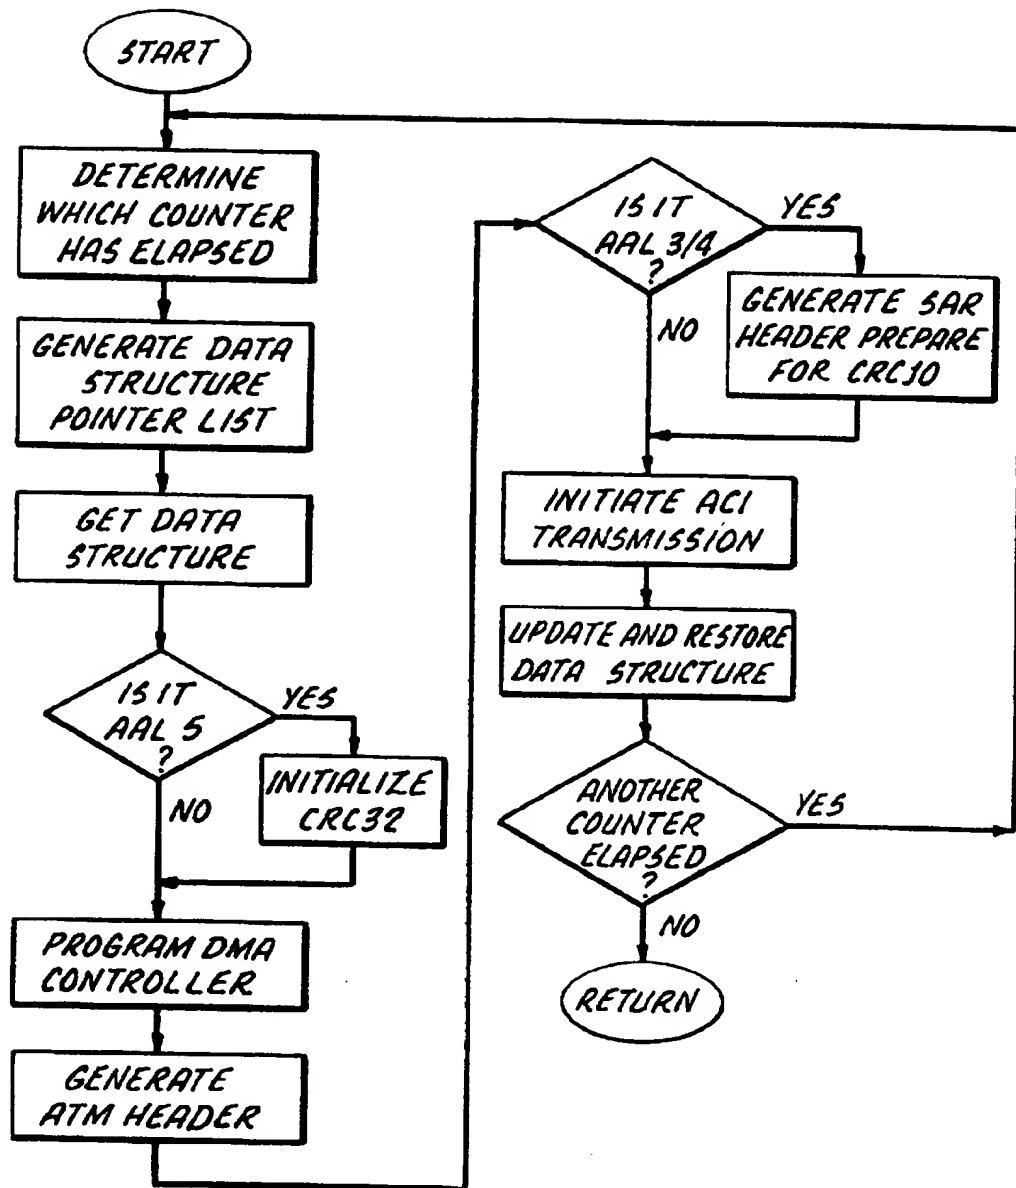 START
DETERMINE
WHICH COUNTER
HAS ELAPSED
GENERATE DATA
STRUCTURE
POINTER LIST
GET DATA
STRUCTURE
IS IT
AAL 5
?
YES
NO
INITIALIZE
CRC32
PROGRAM DMA
CONTROLLER
GENERATE
ATM HEADER
IS IT
AAL 3/4
?
YES
NO
GENERATE SAR
HEADER PREPARE
FOR CRC10
INITIATE ACI
TRANSMISSION
UPDATE AND RESTORE
DATA STRUCTURE
ANOTHER
COUNTER
ELAPSED
?
YES
NO
RETURN